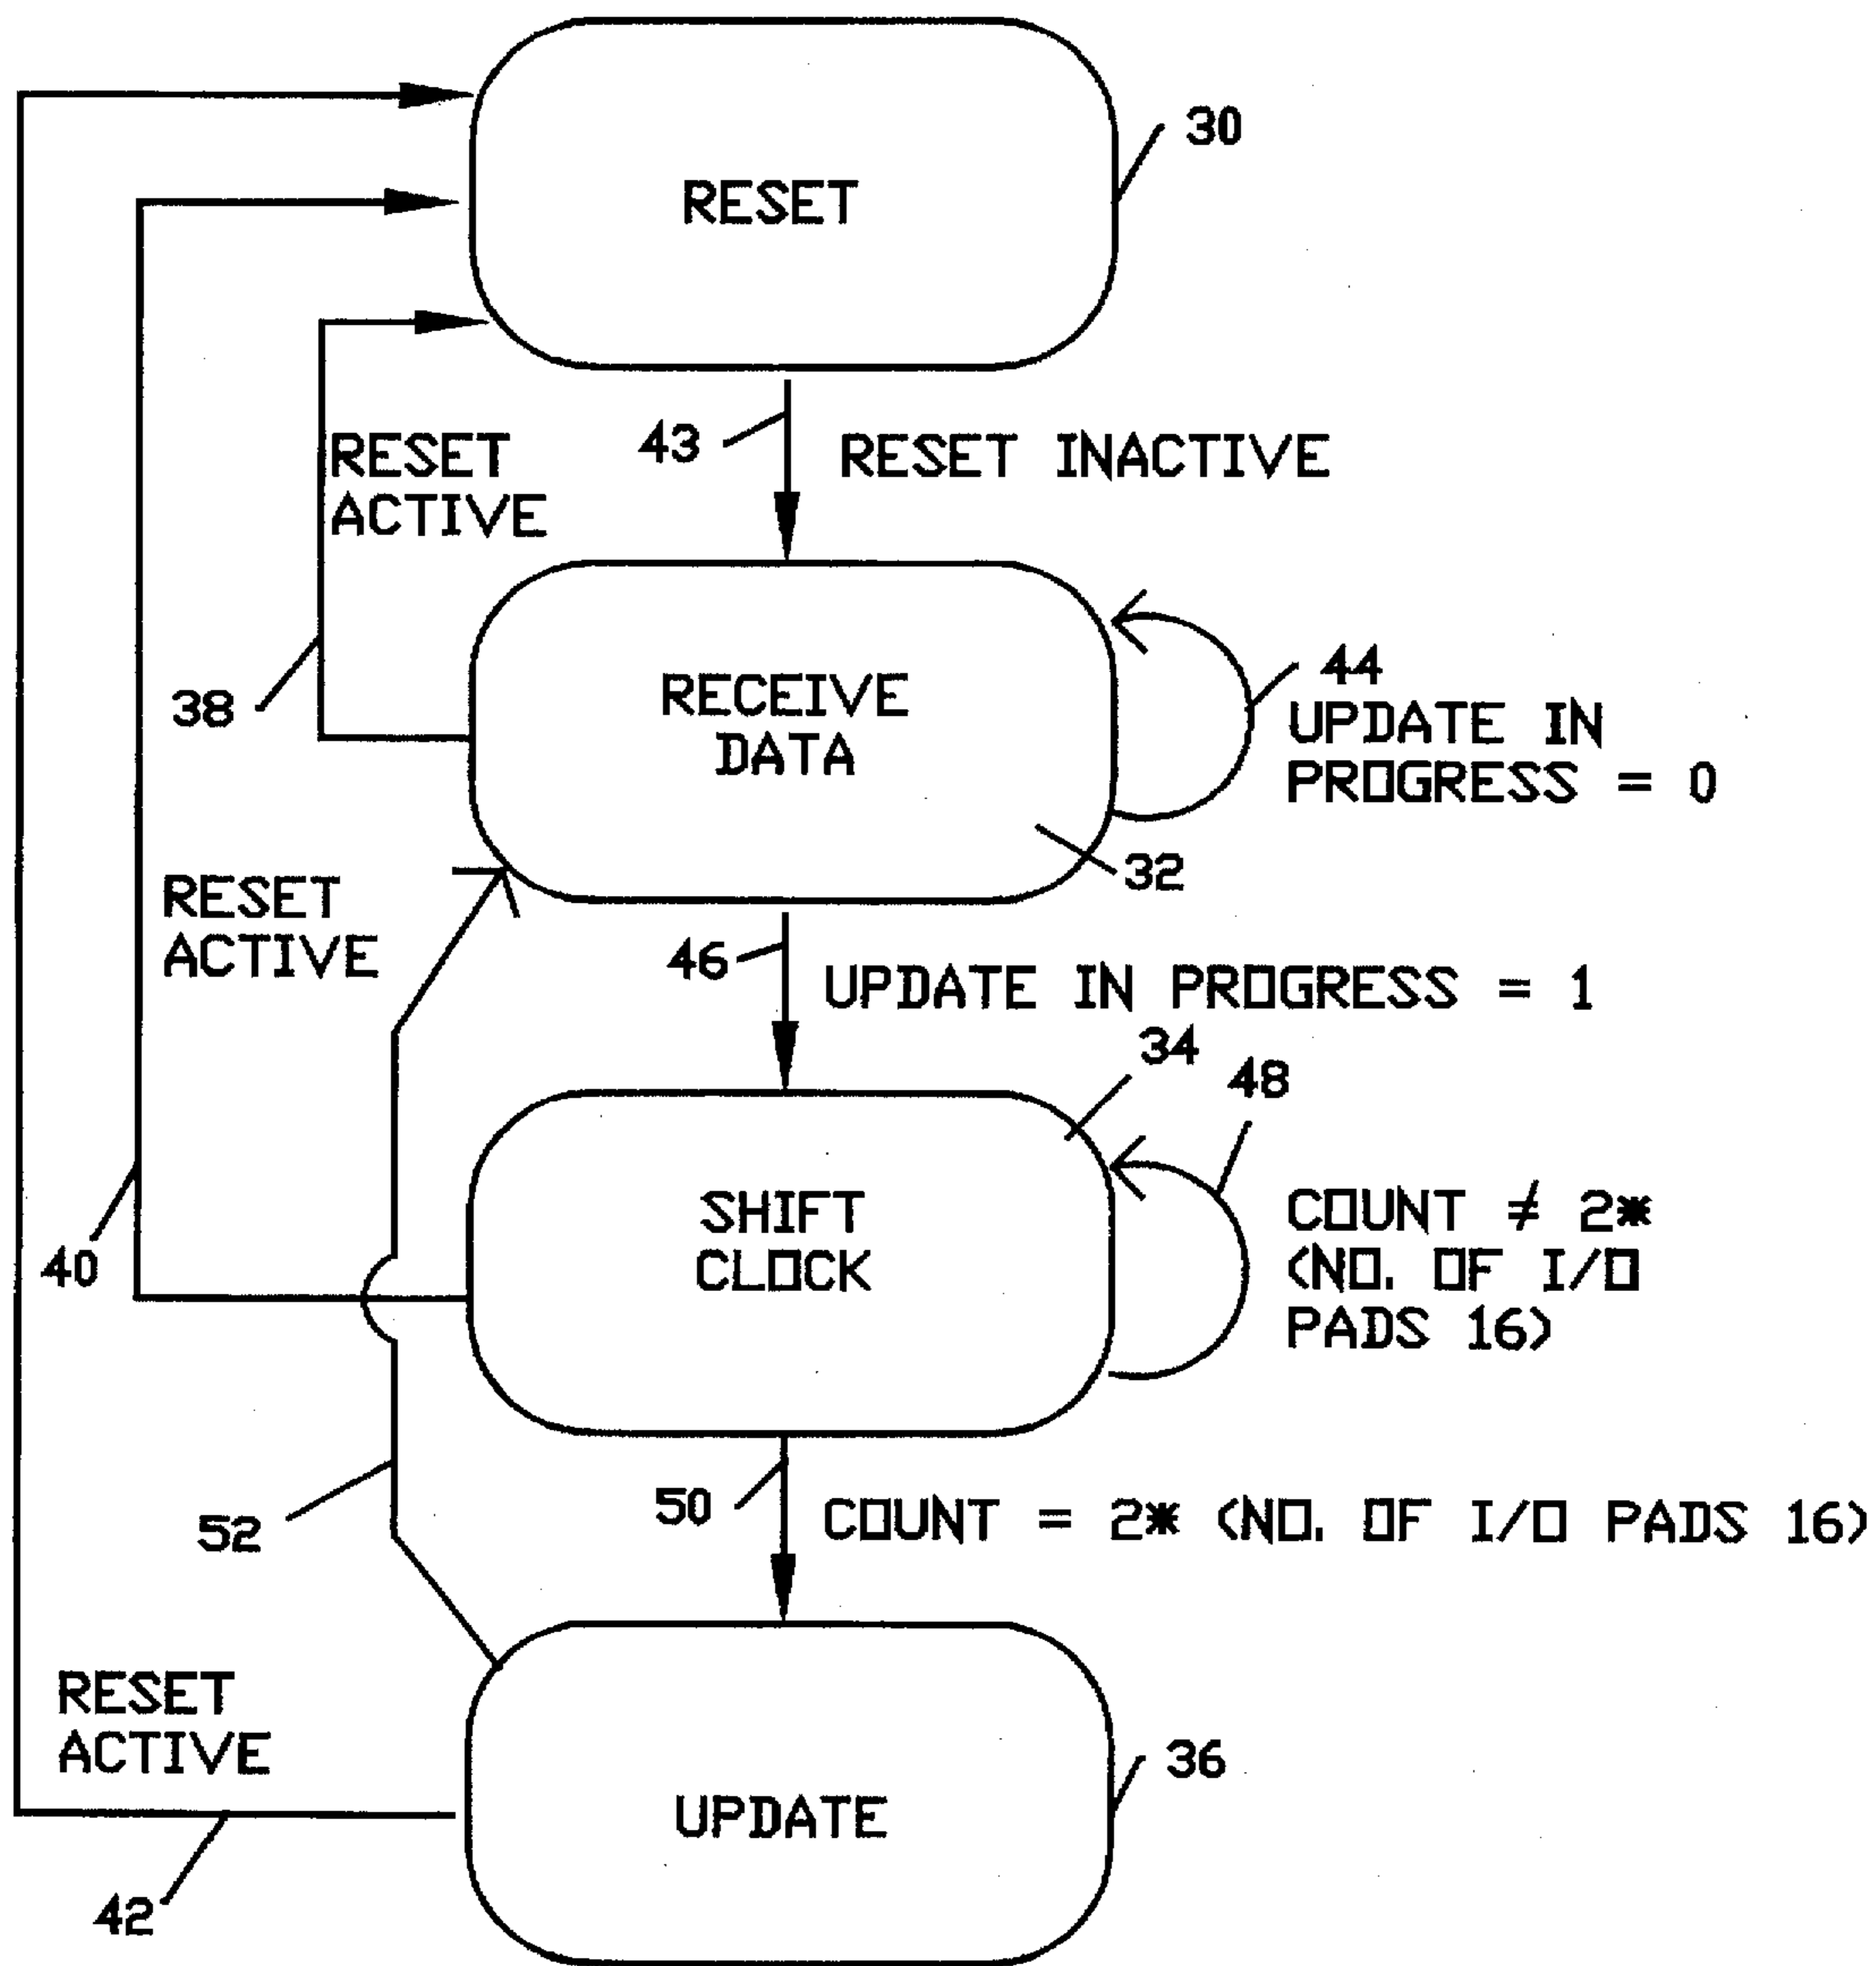 30
RESET
43
RESET INACTIVE
RESET
ACTIVE
44
UPDATE IN
PROGRESS = 0
38
RECEIVE
DATA
32
RESET
ACTIVE
46
UPDATE IN PROGRESS = 1
34
48
SHIFT
CLOCK
COUNT ≠ 2*
(NO. OF I/O
PADS 16)
40
50
COUNT = 2* (NO. OF I/O PADS 16)
52
RESET
ACTIVE
36
UPDATE
42